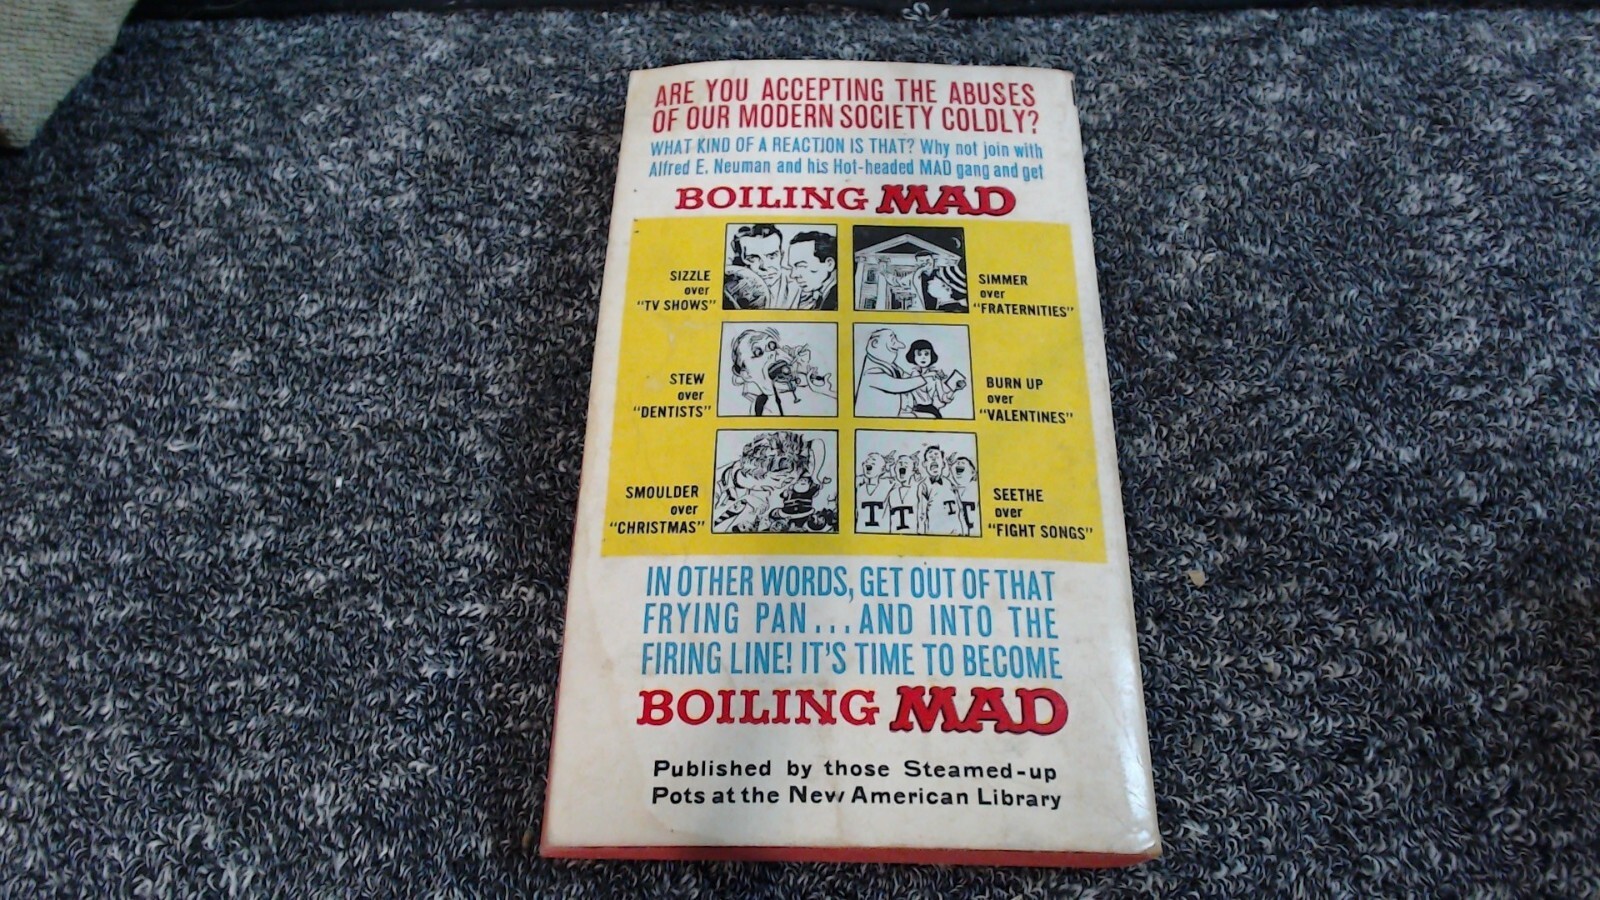 ARE YOU ACCEPTING THE ABUSES
OF OUR MODERN SOCIETY COLDLY?
WHAT KIND OF A REACTION IS THAT? Why not join with
Alfred E. Neuman and his Hot-headed MAD gang and get
BOILING MAD
SIZZLE
over
"TV SHOWS"
SIMMER
over
"FRATERNITIES"
STEW
over
"DENTISTS"
BURN UP
over
"VALENTINES"
SMOULDER
over
"CHRISTMAS"
T T T
SEETHE
over
"FIGHT SONGS"
IN OTHER WORDS, GET OUT OF THAT
FRYING PAN... AND INTO THE
FIRING LINE! IT'S TIME TO BECOME
BOILING MAD
Published by those Steamed-up
Pots at the New American Library